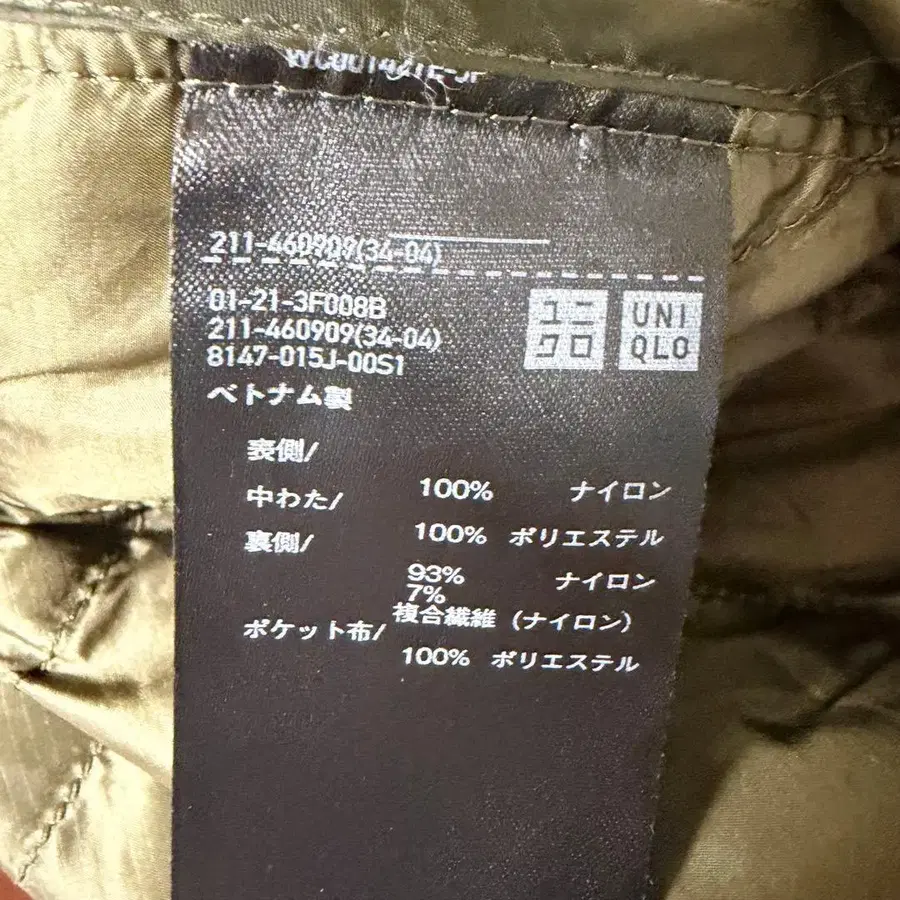 211-460909(34-04)
01-21-3F008B
211-460909(34-04)
8147-015J-00S1
ユニ
クロ
UNI
QLO
ベトナム製
表側/
100% ナイロン
中わた/
100% ポリエステル
裏側/
93% ナイロン
7%
複合繊維(ナイロン)
ポケット布/
100% ポリエステル